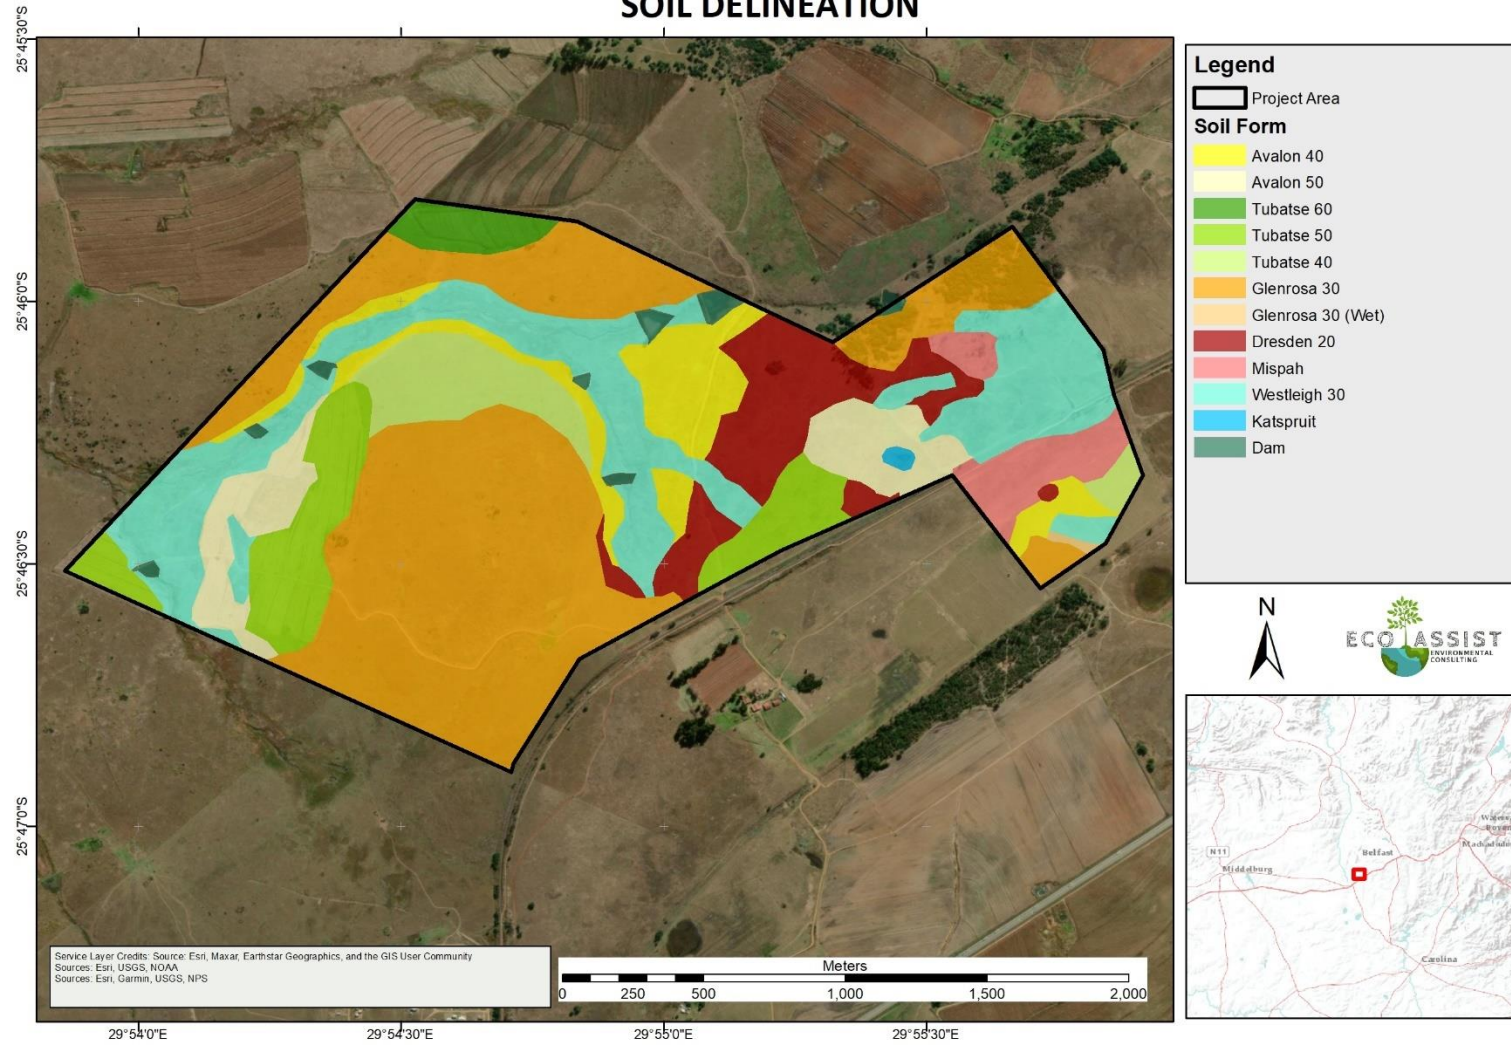 SOIL DELINEATION
25°45'30"S
25°46'0"S
25°46'30"S
25°47'0"S
29°54'0"E
29°54'30"E
29°55'0"E
29°55'30"E
Legend
Project Area
Soil Form
Avalon 40
Avalon 50
Tubatse 60
Tubatse 50
Tubatse 40
Glenrosa 30
Glenrosa 30 (Wet)
Dresden 20
Mispah
Westleigh 30
Katspruit
Dam
N
ECO ASSIST
ENVIRONMENTAL
CONSULTING
N11
Belfast
Middelburg
Carolina
Service Layer Credits: Source: Esri, Maxar, Earthstar Geographics, and the GIS User Community
Sources: Esri, USGS, NOAA
Sources: Esri, Garmin, USGS, NPS
Meters
0 250 500 1,000 1,500 2,000